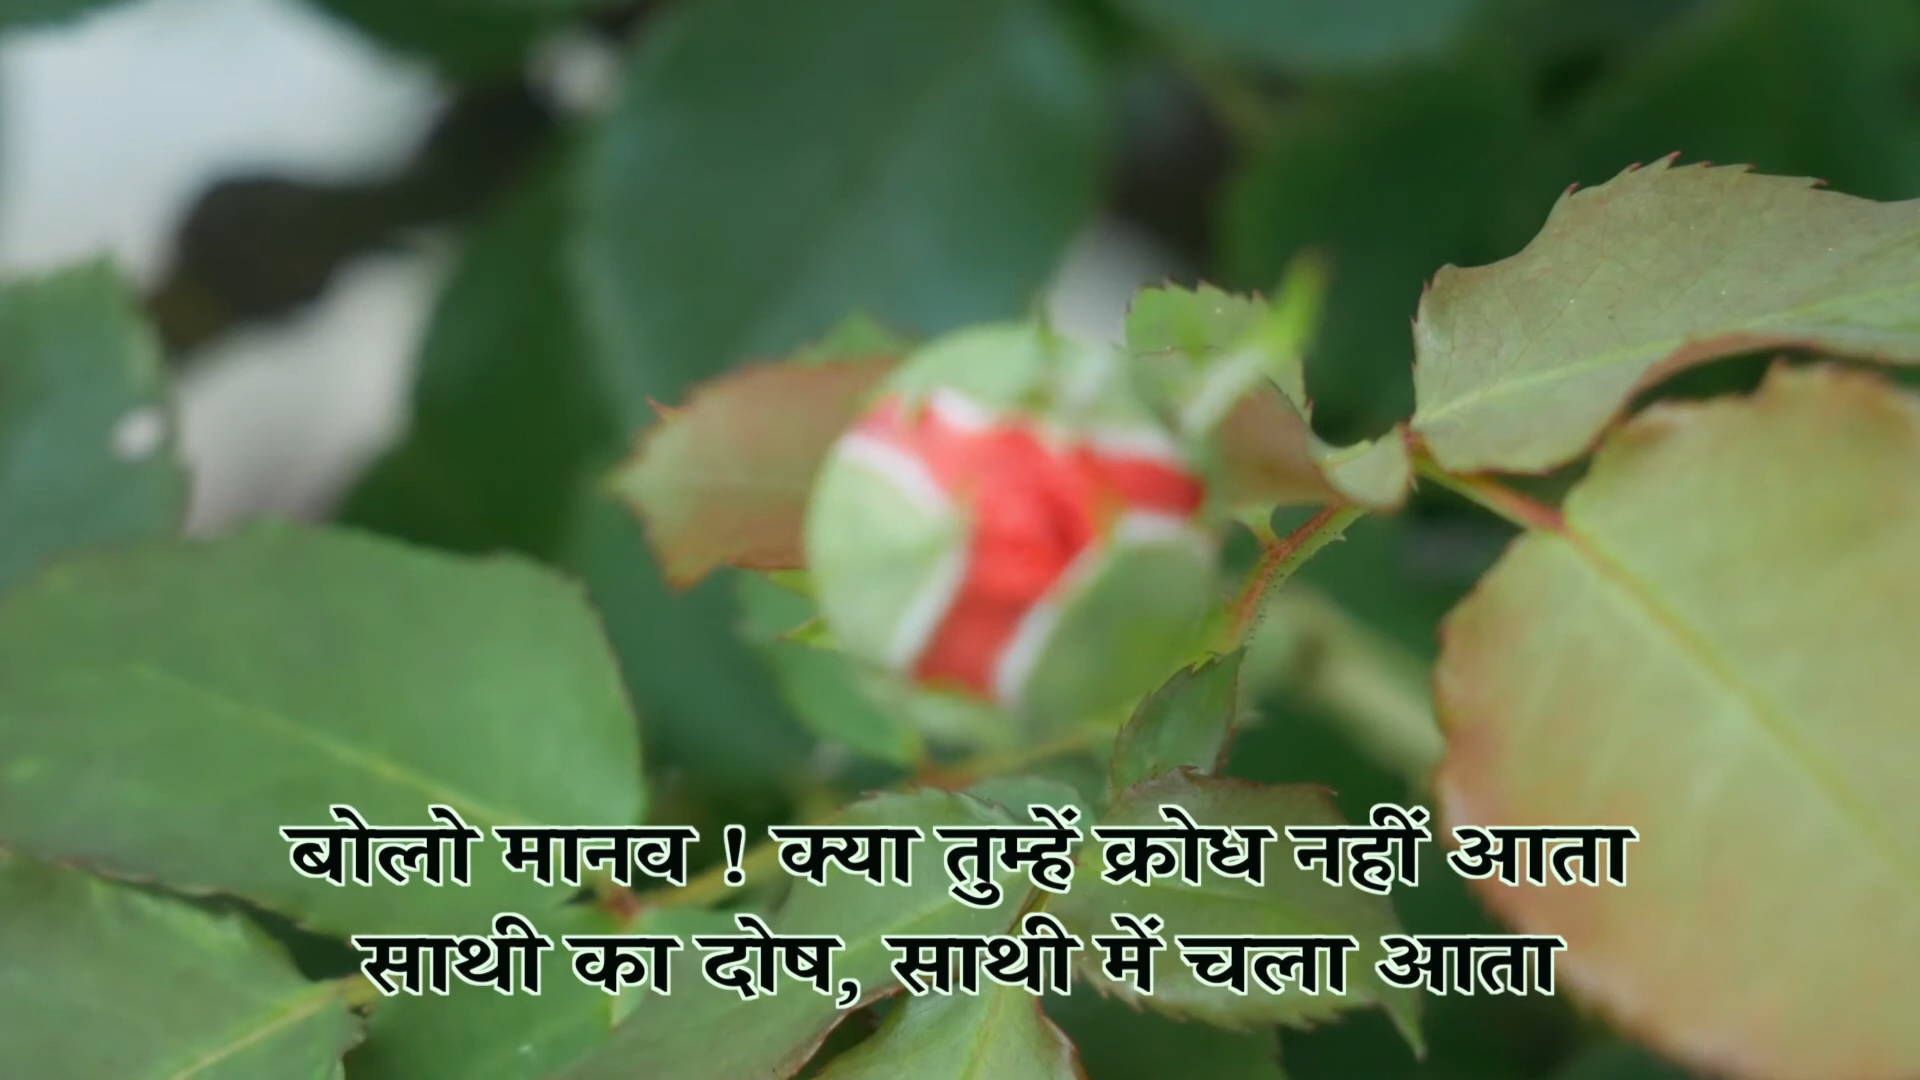 बोलो मानव ! क्या तुम्हें क्रोध नहीं आता
साथी का दोष, साथी में चला आता